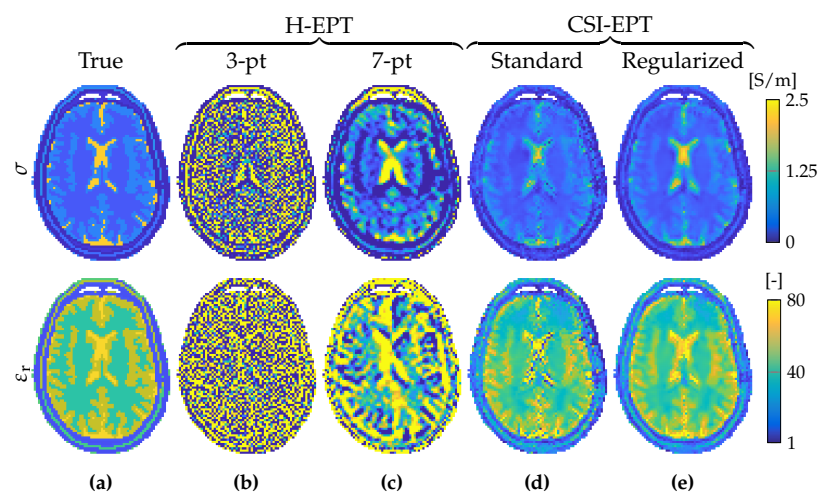 H-EPT CSI-EPT
True 3-pt 7-pt Standard Regularized
[S/m]
2.5
σ 1.25
0
[-]
80
εr 40
1
(a) (b) (c) (d) (e)